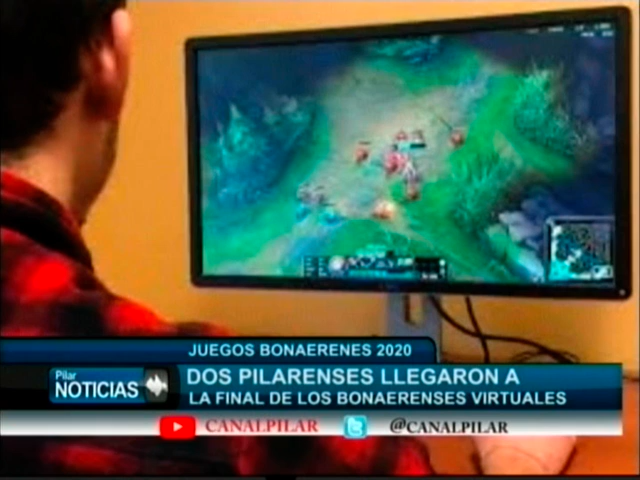 JUEGOS BONAERENES 2020
Pilar
NOTICIAS
DOS PILARENSES LLEGARON A
LA FINAL DE LOS BONAERENSES VIRTUALES
CANALPILAR
@CANALPILAR